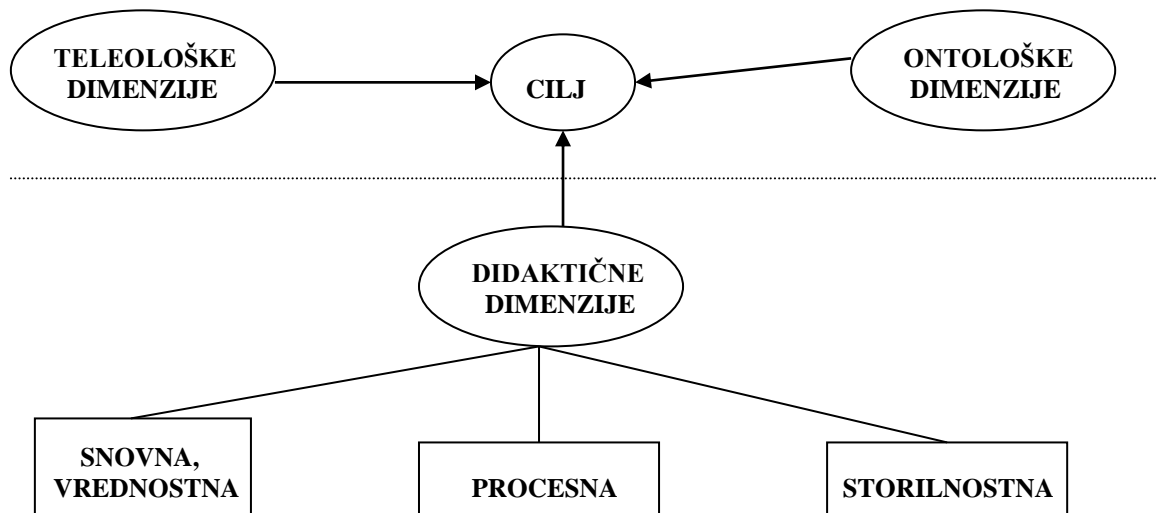 TELEOLOŠKE
DIMENZIJE
CILJ
ONTOLOŠKE
DIMENZIJE
DIDAKTIČNE
DIMENZIJE
SNOVNA,
VREDNOSTNA
PROCESNA
STORILNOSTNA